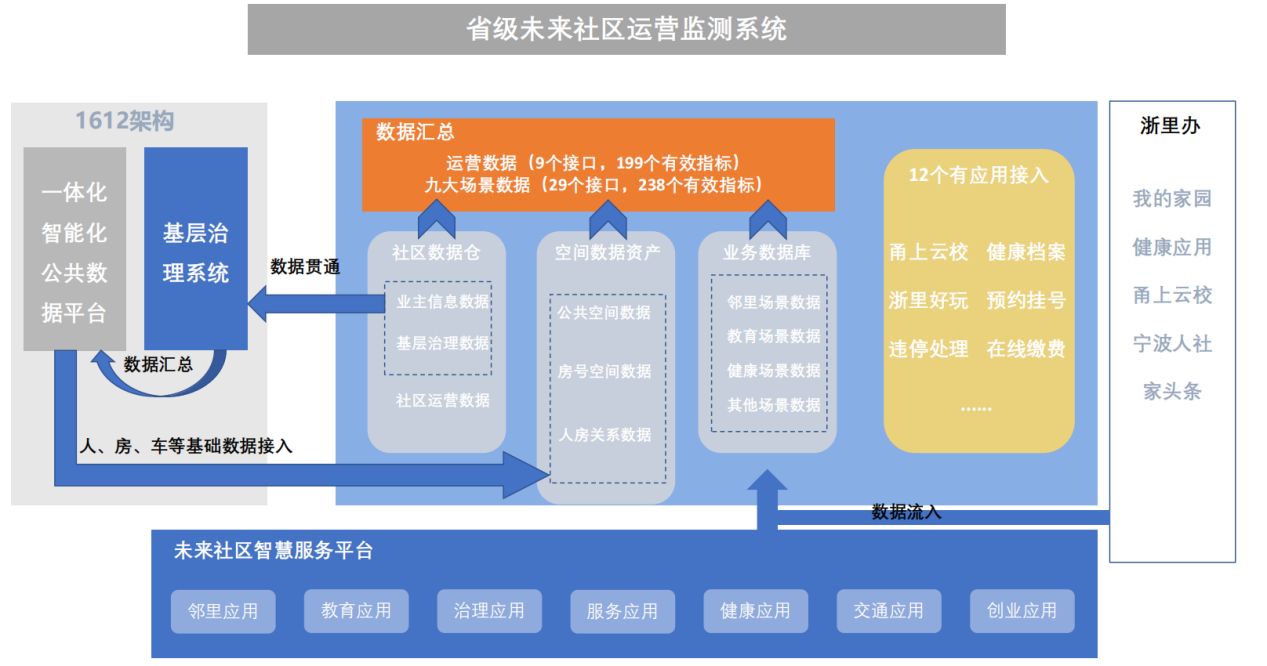 省级未来社区运营监测系统
1612架构
一体化
智能化
公共数
据平台
基层治
理系统
数据汇总
人、房、车等基础数据接入
数据贯通
数据汇总
运营数据（9个接口，199个有效指标）
九大场景数据（29个接口，238个有效指标）
社区数据仓
业主信息数据
基层治理数据
社区运营数据
空间数据资产
公共空间数据
房号空间数据
人房关系数据
业务数据库
邻里场景数据
教育场景数据
健康场景数据
其他场景数据
12个有应用接入
甬上云校 健康档案
浙里好玩 预约挂号
违停处理 在线缴费
......
浙里办
我的家园
健康应用
甬上云校
宁波人社
家头条
数据流入
未来社区智慧服务平台
邻里应用 教育应用 治理应用 服务应用 健康应用 交通应用 创业应用